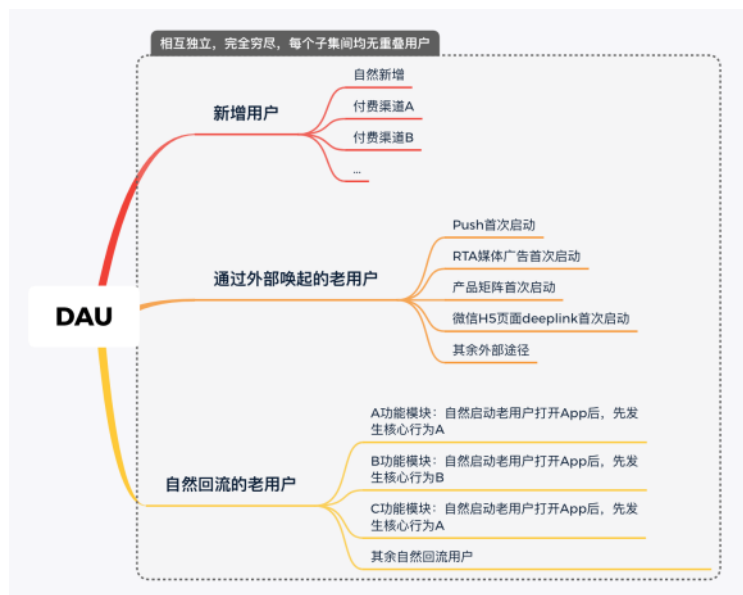 相互独立，完全穷尽，每个子集间均无重叠用户
自然新增
新增用户
付费渠道A
付费渠道B
...
Push首次启动
RTA媒体广告首次启动
通过外部唤起的老用户
产品矩阵首次启动
DAU
微信H5页面deeplink首次启动
其余外部途径
A功能模块：自然启动老用户打开App后，先发
生核心行为A
B功能模块：自然启动老用户打开App后，先发
生核心行为B
自然回流的老用户
C功能模块：自然启动老用户打开App后，先发
生核心行为A
其余自然回流用户